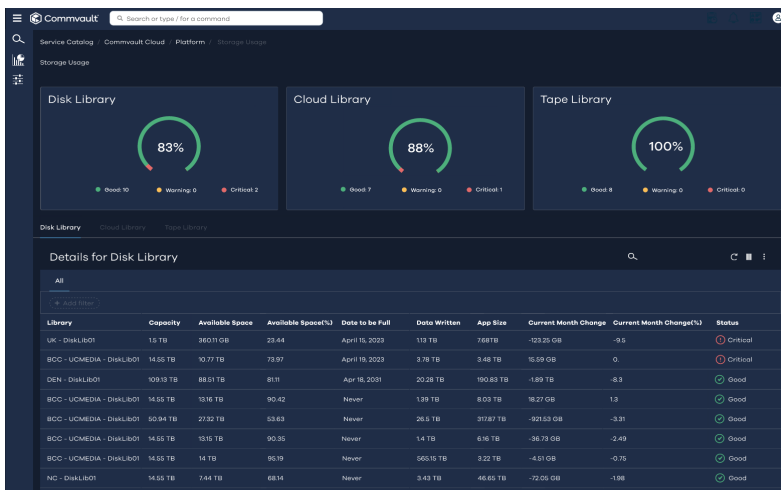 Commvault
Search or type / for a command
Service Catalog / Commvault Cloud / Platform / Storage Usage
Storage Usage
Disk Library
83%
Good: 10 Warning: 0 Critical: 2
Cloud Library
88%
Good: 7 Warning: 0 Critical: 1
Tape Library
100%
Good: 8 Warning: 0 Critical: 0
Disk Library Cloud Library Tape Library
Details for Disk Library
All
+ Add filter
Library Capacity Available Space Available Space(%) Date to be Full Data Written App Size Current Month Change Current Month Change(%) Status
UK - DiskLib01 1.5 TB 360.11 GB 23.44 April 15, 2023 1.13 TB 7.68TB -123.25 GB -9.5 Critical
BCC - UCMEDIA - DiskLib01 14.55 TB 10.77 TB 73.97 April 19, 2023 3.78 TB 3.48 TB 15.59 GB 0. Critical
DEN - DiskLib01 109.13 TB 88.51 TB 81.11 Apr 18, 2031 20.28 TB 190.83 TB -1.89 TB -8.3 Good
BCC - UCMEDIA - DiskLib01 14.55 TB 13.16 TB 90.42 Never 1.39 TB 8.03 TB 18.27 GB 1.3 Good
BCC - UCMEDIA - DiskLib01 50.94 TB 27.32 TB 53.63 Never 26.5 TB 317.87 TB -921.53 GB -3.31 Good
BCC - UCMEDIA - DiskLib01 14.55 TB 13.15 TB 90.35 Never 1.4 TB 6.16 TB -36.73 GB -2.49 Good
BCC - UCMEDIA - DiskLib01 14.55 TB 14 TB 95.19 Never 565.15 TB 3.22 TB -4.51 GB -0.75 Good
NC - DiskLib01 14.55 TB 7.44 TB 68.14 Never 3.43 TB 46.65 TB -72.05 GB -1.98 Good